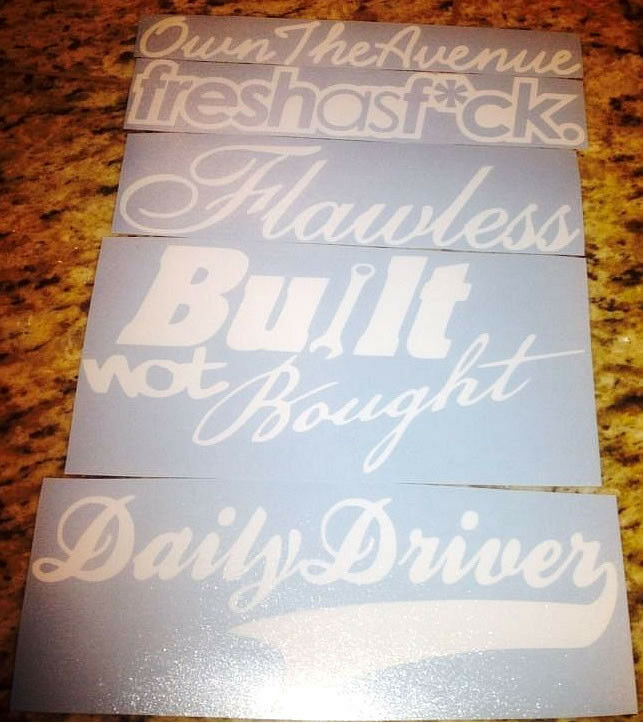 OwnTheAvenue
freshasf*ck.
Flawless
Built
not Bought
DailyDriver